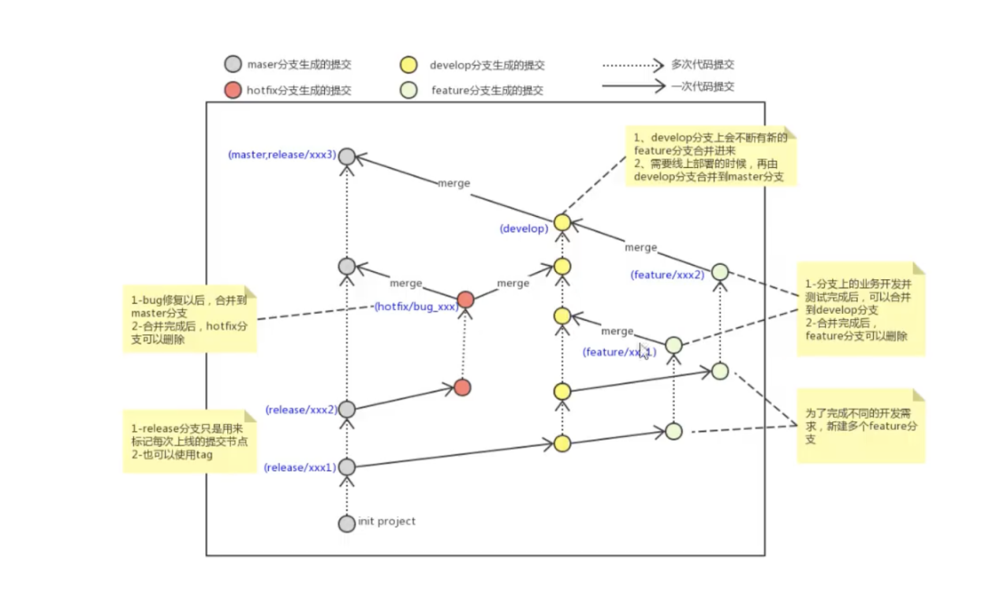 maser分支生成的提交
develop分支生成的提交
多次代码提交
hotfix分支生成的提交
feature分支生成的提交
一次代码提交
1、develop分支上会不断有新的
feature分支合并进来
2、需要线上部署的时候，再由
develop分支合并到master分支
(master,release/xxx3)
merge
(develop)
merge
(feature/xxx2)
merge
merge
(hotfix/bug_xxx)
1-bug修复以后，合并到
master分支
2-合并完成后，hotfix分
支可以删除
1-分支上的业务开发并
测试完成后，可以合并
到develop分支
2-合并完成后，
feature分支可以删除
merge
(release/xxx2)
1-release分支只是用来
标记每次上线的提交节点
2-也可以使用tag
为了完成不同的开发需
求，新建多个feature分
支
(release/xxx1)
init project